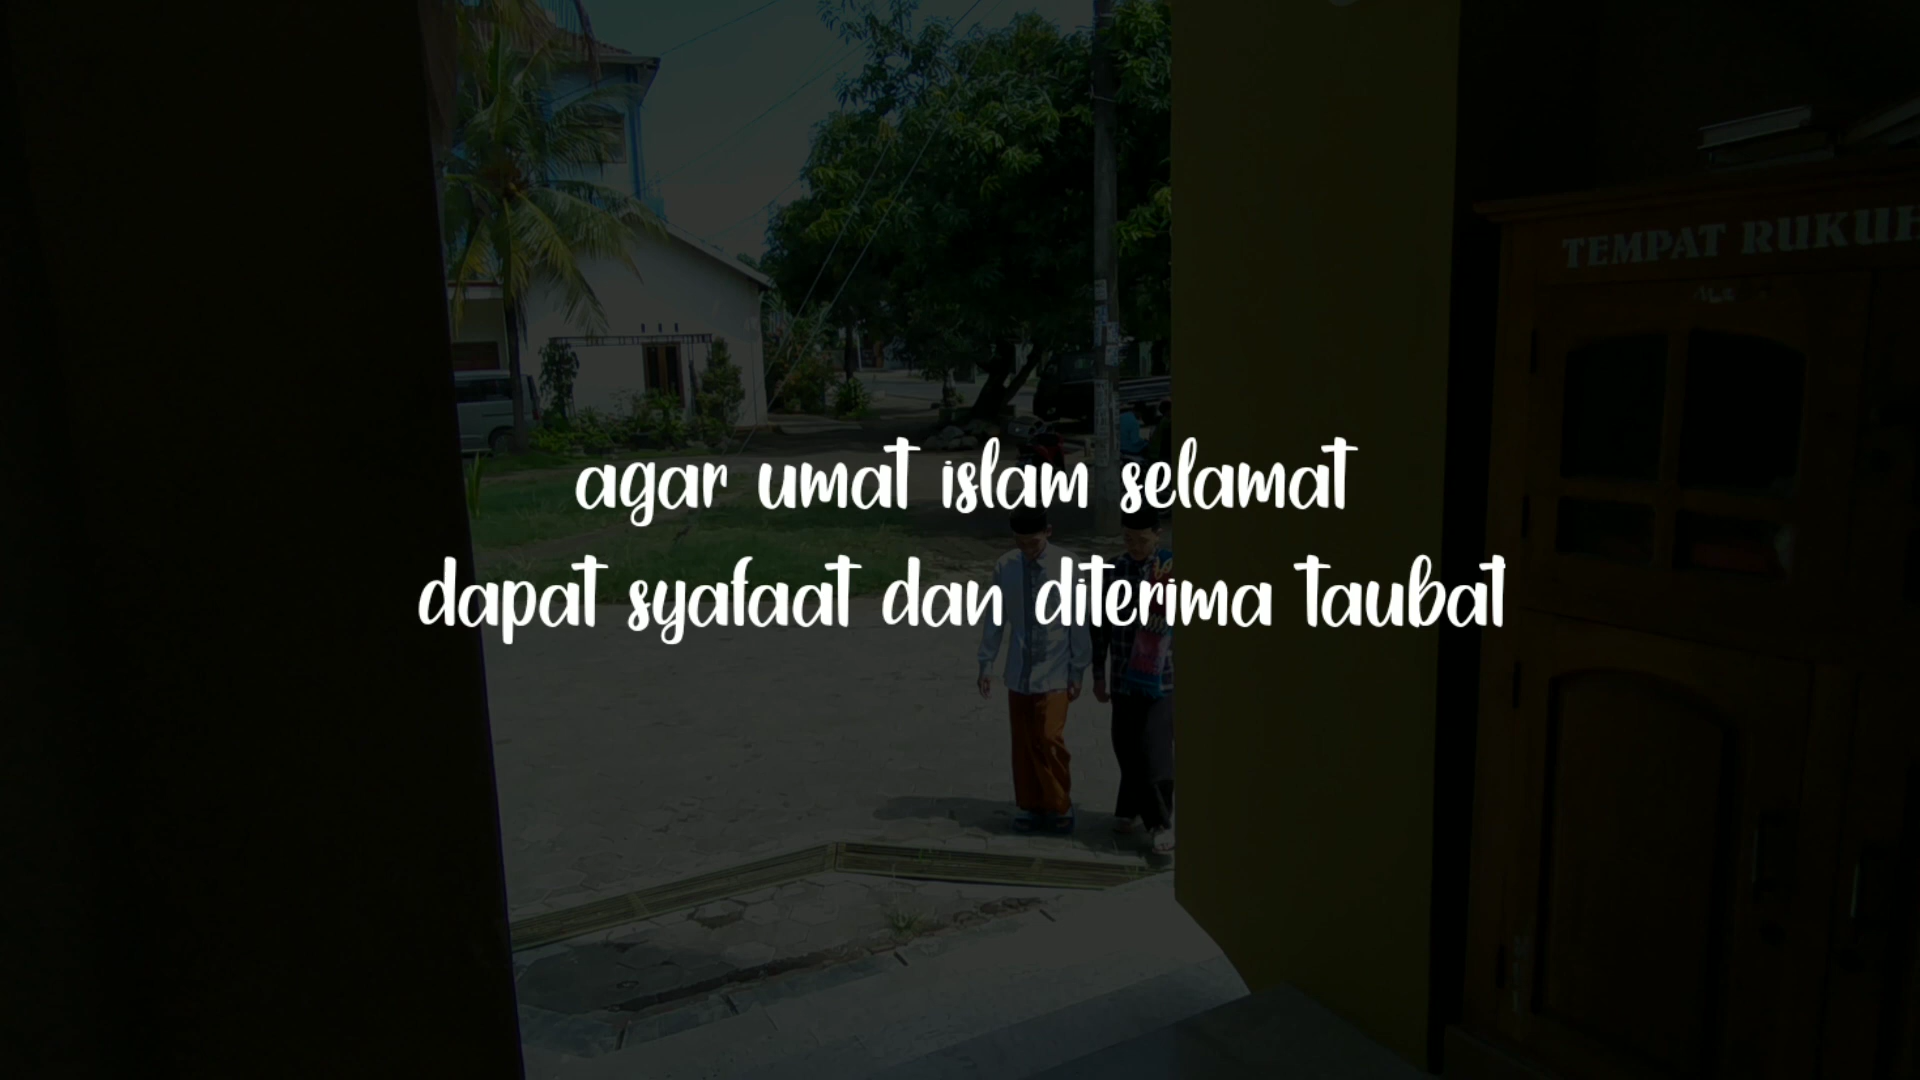 TEMPAT RUKUH
agar umat islam selamat
dapat syafaat dan diterima taubat